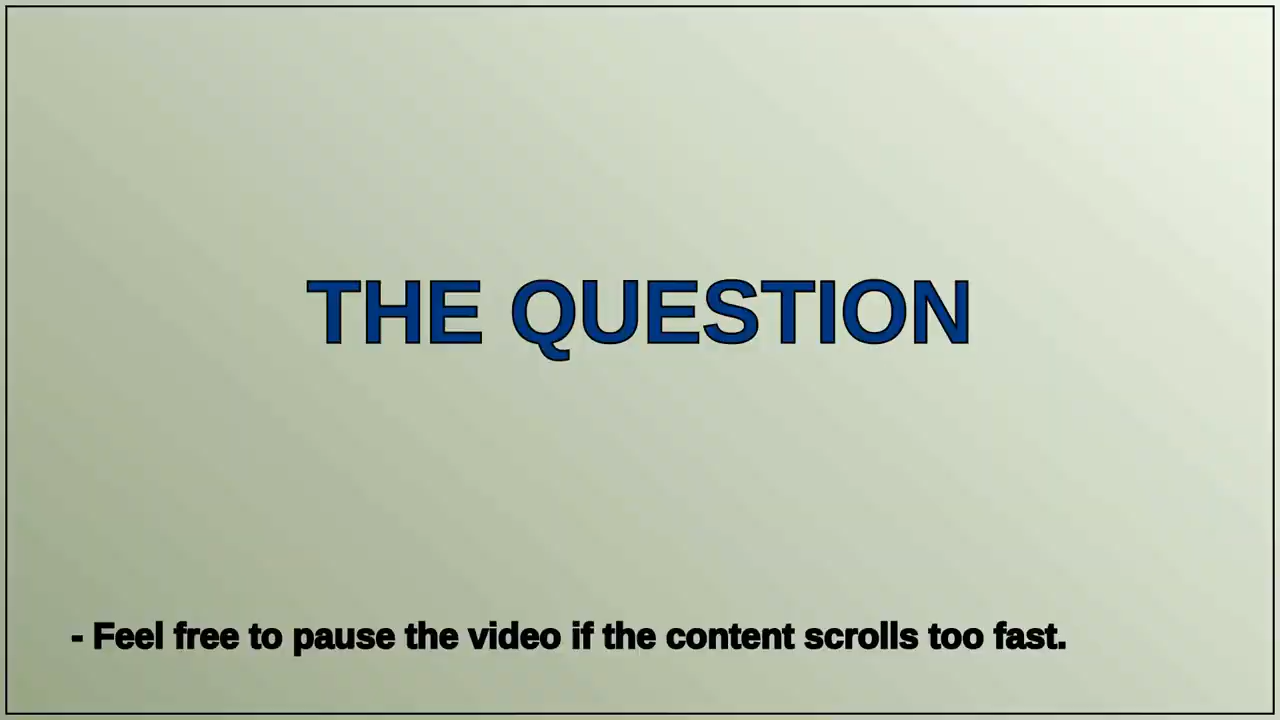 THE QUESTION
- Feel free to pause the video if the content scrolls too fast.